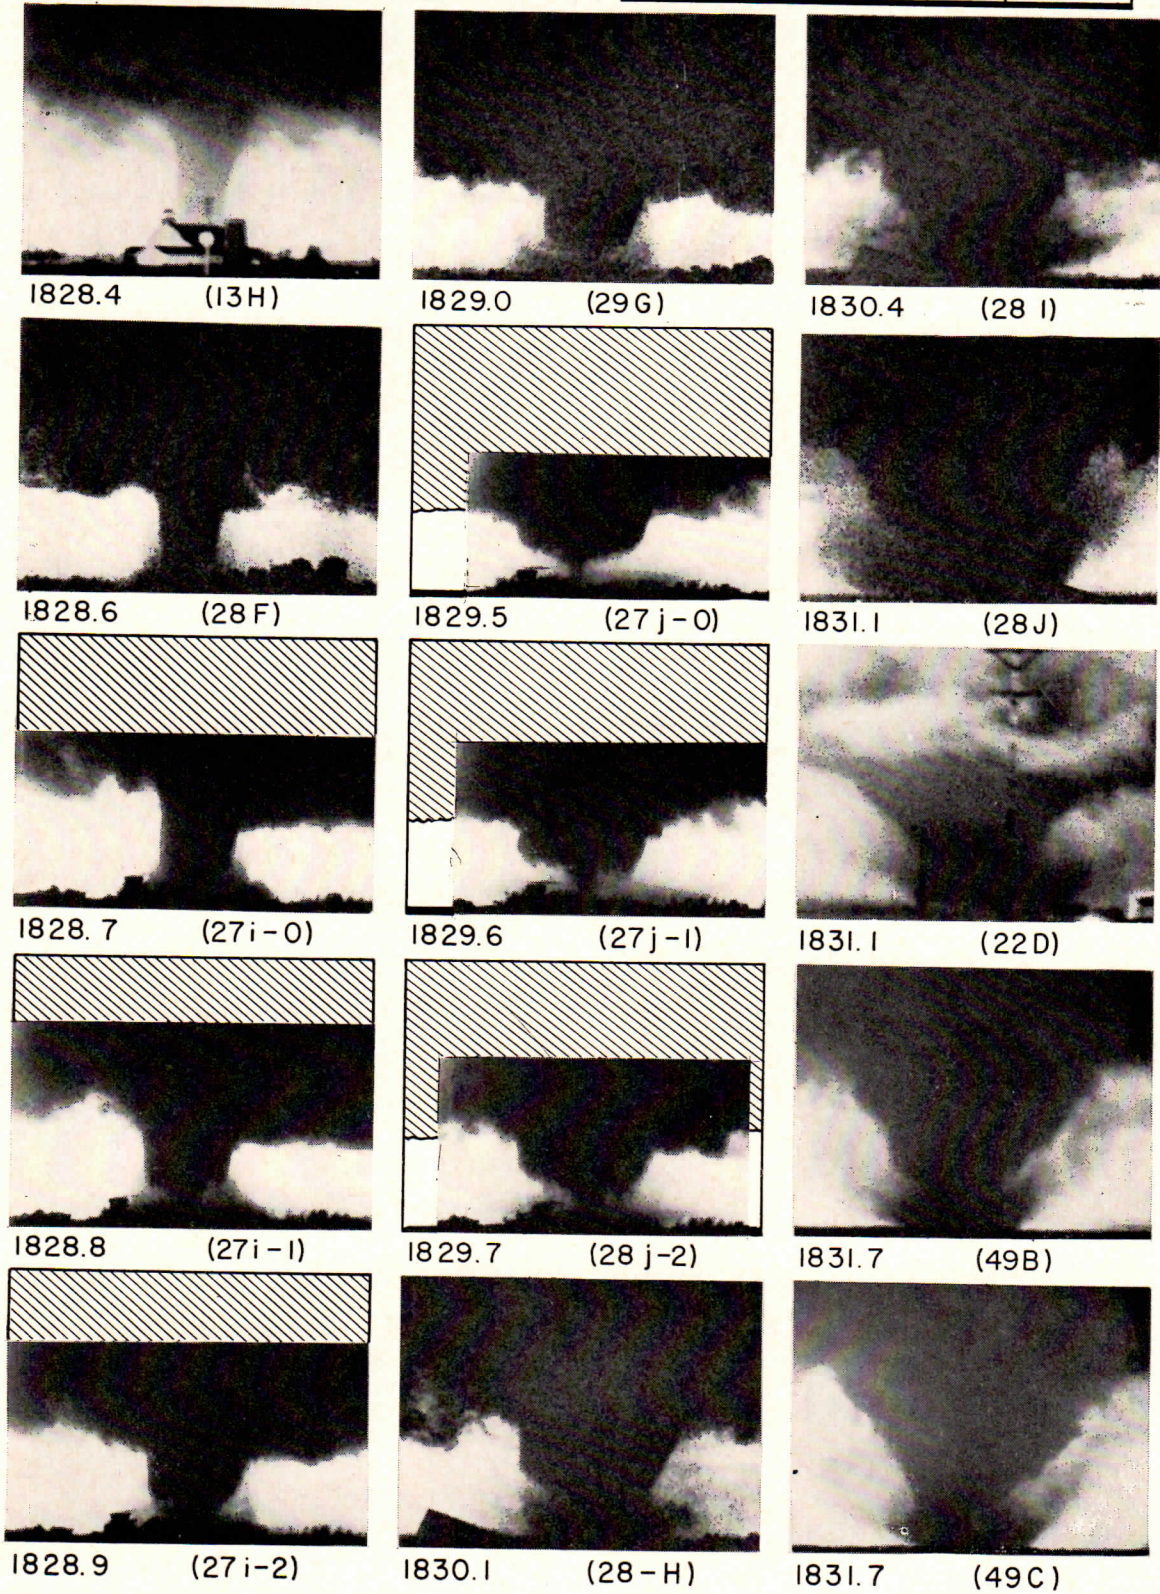 1828.4 (13H)
1829.0 (29G)
1830.4 (28 I)
1828.6 (28F)
1829.5 (27j-0)
1831.1 (28J)
1828.7 (27i-0)
1829.6 (27j-1)
1831.1 (22D)
1828.8 (27i-1)
1829.7 (28j-2)
1831.7 (49B)
1828.9 (27i-2)
1830.1 (28-H)
1831.7 (49C)